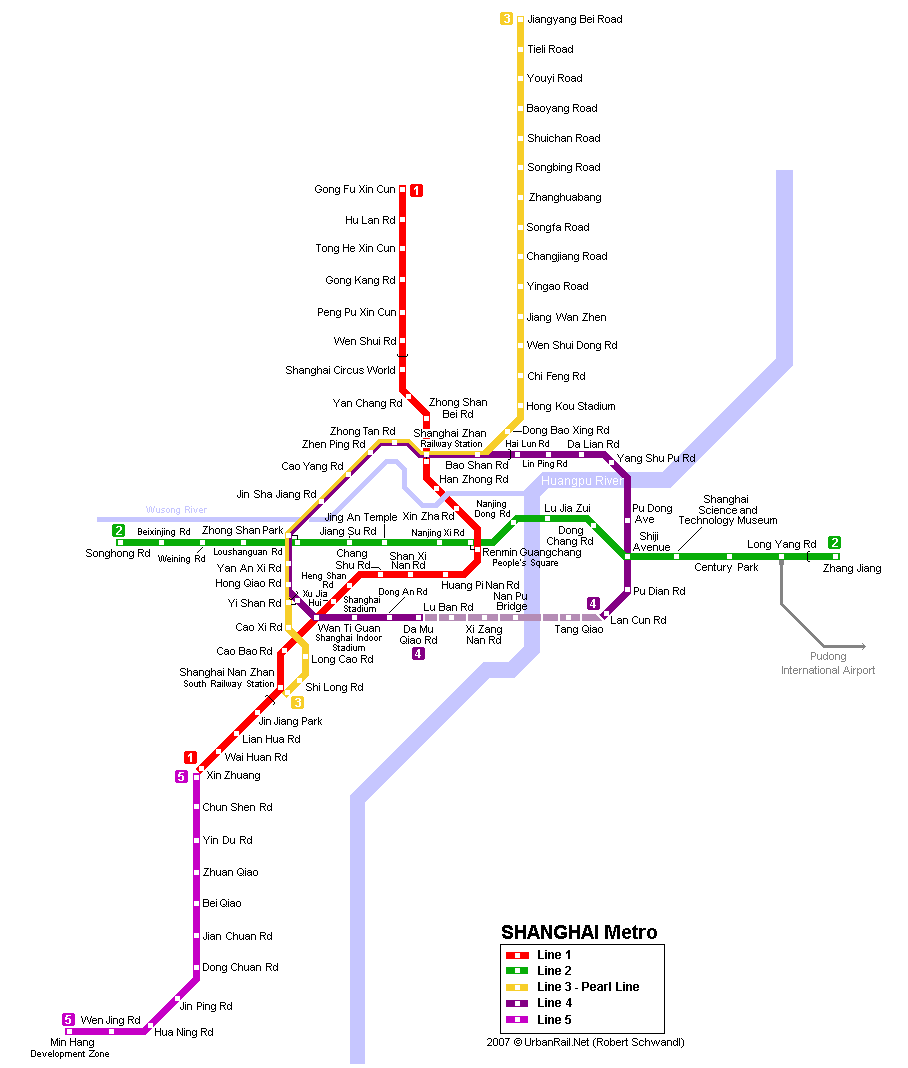 3
Jiangyang Bei Road
Tieli Road
Youyi Road
Baoyang Road
Shuichan Road
Songbing Road
Zhanghuabang
Songfa Road
Changjiang Road
Yingao Road
Jiang Wan Zhen
Wen Shui Dong Rd
Chi Feng Rd
Hong Kou Stadium
Dong Bao Xing Rd
Gong Fu Xin Cun
1
Hu Lan Rd
Tong He Xin Cun
Gong Kang Rd
Peng Pu Xin Cun
Wen Shui Rd
Shanghai Circus World
Yan Chang Rd
Zhong Shan
Bei Rd
Shanghai Zhan
Railway Station
Zhong Tan Rd
Zhen Ping Rd
Cao Yang Rd
Jin Sha Jiang Rd
Bao Shan Rd
Hai Lun Rd
Lin Ping Rd
Da Lian Rd
Yang Shu Pu Rd
Han Zhong Rd
Huangpu River
Wusong River
Xin Zha Rd
Nanjing
Dong Rd
Lu Jia Zui
Pu Dong
Ave
Shanghai
Science and
Technology Museum
2
Beixinjing Rd
Zhong Shan Park
Jing An Temple
Jiang Su Rd
Nanjing Xi Rd
Dong
Chang Rd
Shiji
Avenue
Long Yang Rd
2
Songhong Rd
Weining Rd
Loushanguan Rd
Chang
Shu Rd
Shan Xi
Nan Rd
Renmin Guangchang
People's Square
Century Park
Zhang Jiang
Yan An Xi Rd
Hong Qiao Rd
Yi Shan Rd
Heng Shan
Rd
Xu Jia
Hui
Shanghai
Stadium
Dong An Rd
Huang Pi Nan Rd
Nan Pu
Bridge
4
Pu Dian Rd
Lan Cun Rd
Cao Xi Rd
Wan Ti Guan
Shanghai Indoor
Stadium
Da Mu
Qiao Rd
4
Lu Ban Rd
Xi Zang
Nan Rd
Tang Qiao
Cao Bao Rd
Long Cao Rd
Pudong
International Airport
Shanghai Nan Zhan
South Railway Station
Shi Long Rd
3
Jin Jiang Park
Lian Hua Rd
Wai Huan Rd
1
5
Xin Zhuang
Chun Shen Rd
Yin Du Rd
Zhuan Qiao
Bei Qiao
Jian Chuan Rd
Dong Chuan Rd
Jin Ping Rd
5
Wen Jing Rd
Hua Ning Rd
Min Hang
Development Zone
SHANGHAI Metro
Line 1
Line 2
Line 3 - Pearl Line
Line 4
Line 5
2007 © UrbanRail.Net (Robert Schwandl)